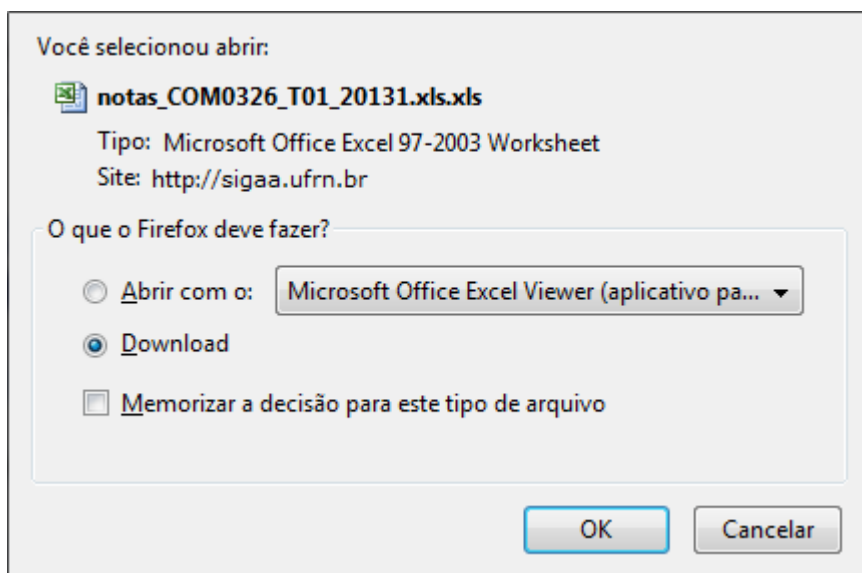 Você selecionou abrir:
notas_COM0326_T01_20131.xls.xls
Tipo: Microsoft Office Excel 97-2003 Worksheet
Site: http://sigaa.ufrn.br
O que o Firefox deve fazer?
Abrir com o: Microsoft Office Excel Viewer (aplicativo pa...
Download
Memorizar a decisão para este tipo de arquivo
OK Cancelar